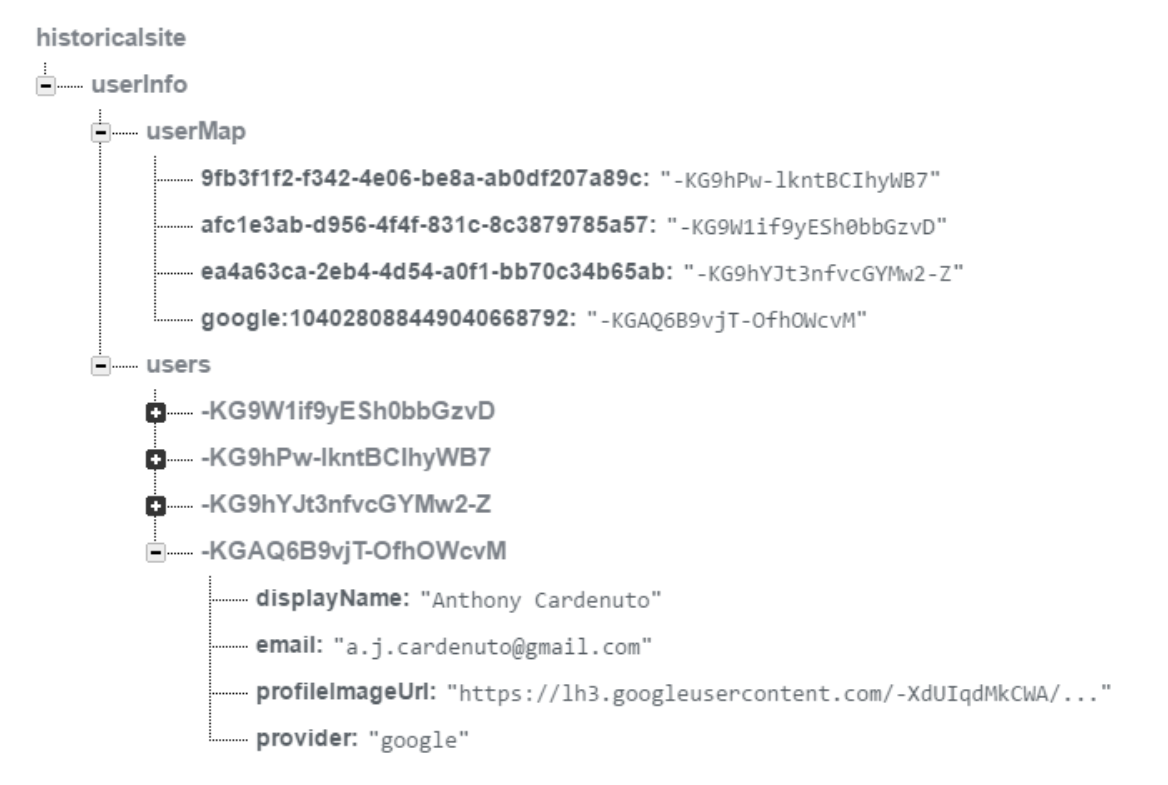 historicalsite
userInfo
userMap
9fb3f1f2-f342-4e06-be8a-ab0df207a89c: "-KG9hPw-lkntBCIhyWB7"
afc1e3ab-d956-4f4f-831c-8c3879785a57: "-KG9W1if9yESh0bbGzvD"
ea4a63ca-2eb4-4d54-a0f1-bb70c34b65ab: "-KG9hYJt3nfvcGYMw2-Z"
google:104028088449040668792: "-KGAQ6B9vjT-OfhOWcvM"
users
-KG9W1if9yESh0bbGzvD
-KG9hPw-lkntBCIhyWB7
-KG9hYJt3nfvcGYMw2-Z
-KGAQ6B9vjT-OfhOWcvM
displayName: "Anthony Cardenuto"
email: "a.j.cardenuto@gmail.com"
profileImageUrl: "https://lh3.googleusercontent.com/-XdUIqdMkCWA/..."
provider: "google"